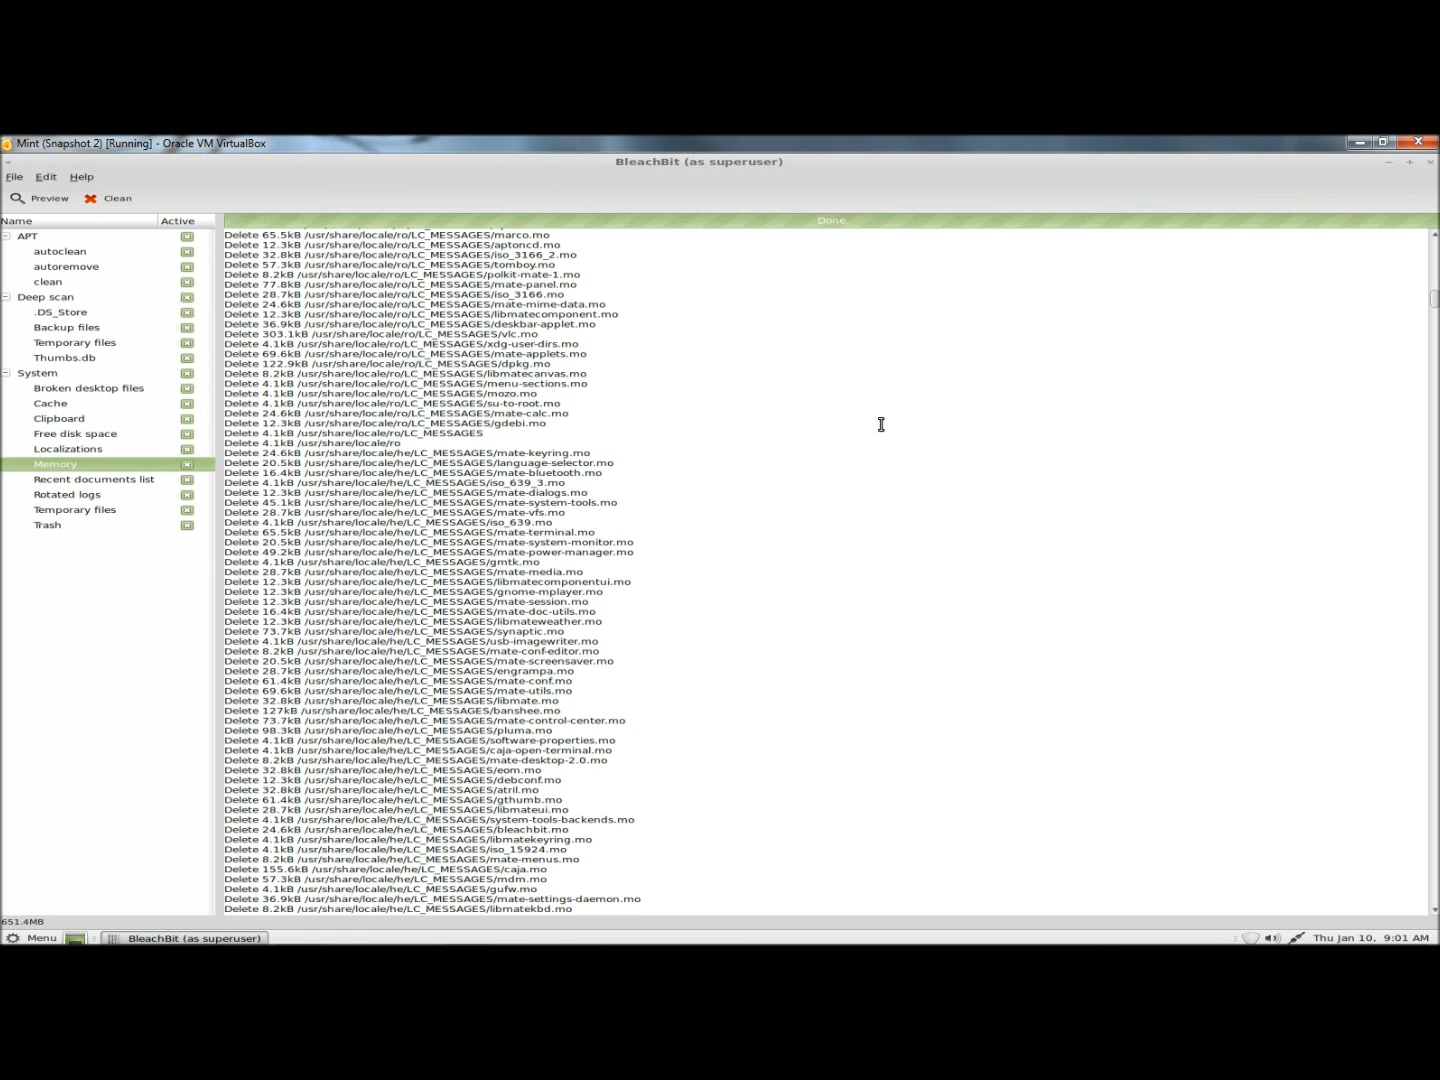 Mint (Snapshot 2) [Running] - Oracle VM VirtualBox
BleachBit (as superuser)
File Edit Help
Preview Clean
Name Active
Done.
APT
autoclean
autoremove
clean
Deep scan
.DS_Store
Backup files
Temporary files
Thumbs.db
System
Broken desktop files
Cache
Clipboard
Free disk space
Localizations
Memory
Recent documents list
Rotated logs
Temporary files
Trash
Delete 65.5kB /usr/share/locale/ro/LC_MESSAGES/marco.mo
Delete 12.3kB /usr/share/locale/ro/LC_MESSAGES/aptoncd.mo
Delete 32.8kB /usr/share/locale/ro/LC_MESSAGES/iso_3166_2.mo
Delete 57.3kB /usr/share/locale/ro/LC_MESSAGES/tomboy.mo
Delete 8.2kB /usr/share/locale/ro/LC_MESSAGES/polkit-mate-1.mo
Delete 77.8kB /usr/share/locale/ro/LC_MESSAGES/mate-panel.mo
Delete 28.7kB /usr/share/locale/ro/LC_MESSAGES/iso_3166.mo
Delete 24.6kB /usr/share/locale/ro/LC_MESSAGES/mate-mime-data.mo
Delete 12.3kB /usr/share/locale/ro/LC_MESSAGES/libmatecomponent.mo
Delete 36.9kB /usr/share/locale/ro/LC_MESSAGES/deskbar-applet.mo
Delete 303.1kB /usr/share/locale/ro/LC_MESSAGES/vlc.mo
Delete 4.1kB /usr/share/locale/ro/LC_MESSAGES/xdg-user-dirs.mo
Delete 69.6kB /usr/share/locale/ro/LC_MESSAGES/mate-applets.mo
Delete 122.9kB /usr/share/locale/ro/LC_MESSAGES/dpkg.mo
Delete 8.2kB /usr/share/locale/ro/LC_MESSAGES/libmatecanvas.mo
Delete 4.1kB /usr/share/locale/ro/LC_MESSAGES/menu-sections.mo
Delete 4.1kB /usr/share/locale/ro/LC_MESSAGES/mozo.mo
Delete 4.1kB /usr/share/locale/ro/LC_MESSAGES/su-to-root.mo
Delete 24.6kB /usr/share/locale/ro/LC_MESSAGES/mate-calc.mo
Delete 12.3kB /usr/share/locale/ro/LC_MESSAGES/gdebi.mo
Delete 4.1kB /usr/share/locale/ro/LC_MESSAGES
Delete 4.1kB /usr/share/locale/ro
Delete 24.6kB /usr/share/locale/he/LC_MESSAGES/mate-keyring.mo
Delete 20.5kB /usr/share/locale/he/LC_MESSAGES/language-selector.mo
Delete 16.4kB /usr/share/locale/he/LC_MESSAGES/mate-bluetooth.mo
Delete 4.1kB /usr/share/locale/he/LC_MESSAGES/iso_639_3.mo
Delete 12.3kB /usr/share/locale/he/LC_MESSAGES/mate-dialogs.mo
Delete 45.1kB /usr/share/locale/he/LC_MESSAGES/mate-system-tools.mo
Delete 28.7kB /usr/share/locale/he/LC_MESSAGES/mate-vfs.mo
Delete 4.1kB /usr/share/locale/he/LC_MESSAGES/iso_639.mo
Delete 65.5kB /usr/share/locale/he/LC_MESSAGES/mate-terminal.mo
Delete 20.5kB /usr/share/locale/he/LC_MESSAGES/mate-system-monitor.mo
Delete 49.2kB /usr/share/locale/he/LC_MESSAGES/mate-power-manager.mo
Delete 4.1kB /usr/share/locale/he/LC_MESSAGES/gmtk.mo
Delete 28.7kB /usr/share/locale/he/LC_MESSAGES/mate-media.mo
Delete 12.3kB /usr/share/locale/he/LC_MESSAGES/libmatecomponentui.mo
Delete 12.3kB /usr/share/locale/he/LC_MESSAGES/gnome-mplayer.mo
Delete 12.3kB /usr/share/locale/he/LC_MESSAGES/mate-session.mo
Delete 16.4kB /usr/share/locale/he/LC_MESSAGES/mate-doc-utils.mo
Delete 12.3kB /usr/share/locale/he/LC_MESSAGES/libmateweather.mo
Delete 73.7kB /usr/share/locale/he/LC_MESSAGES/synaptic.mo
Delete 4.1kB /usr/share/locale/he/LC_MESSAGES/usb-imagewriter.mo
Delete 8.2kB /usr/share/locale/he/LC_MESSAGES/mate-conf-editor.mo
Delete 20.5kB /usr/share/locale/he/LC_MESSAGES/mate-screensaver.mo
Delete 28.7kB /usr/share/locale/he/LC_MESSAGES/engrampa.mo
Delete 61.4kB /usr/share/locale/he/LC_MESSAGES/mate-conf.mo
Delete 69.6kB /usr/share/locale/he/LC_MESSAGES/mate-utils.mo
Delete 32.8kB /usr/share/locale/he/LC_MESSAGES/libmate.mo
Delete 127kB /usr/share/locale/he/LC_MESSAGES/banshee.mo
Delete 73.7kB /usr/share/locale/he/LC_MESSAGES/mate-control-center.mo
Delete 98.3kB /usr/share/locale/he/LC_MESSAGES/pluma.mo
Delete 4.1kB /usr/share/locale/he/LC_MESSAGES/software-properties.mo
Delete 4.1kB /usr/share/locale/he/LC_MESSAGES/caja-open-terminal.mo
Delete 8.2kB /usr/share/locale/he/LC_MESSAGES/mate-desktop-2.0.mo
Delete 32.8kB /usr/share/locale/he/LC_MESSAGES/eom.mo
Delete 12.3kB /usr/share/locale/he/LC_MESSAGES/debconf.mo
Delete 32.8kB /usr/share/locale/he/LC_MESSAGES/atril.mo
Delete 61.4kB /usr/share/locale/he/LC_MESSAGES/gthumb.mo
Delete 28.7kB /usr/share/locale/he/LC_MESSAGES/libmateui.mo
Delete 4.1kB /usr/share/locale/he/LC_MESSAGES/system-tools-backends.mo
Delete 24.6kB /usr/share/locale/he/LC_MESSAGES/bleachbit.mo
Delete 4.1kB /usr/share/locale/he/LC_MESSAGES/libmatekeyring.mo
Delete 4.1kB /usr/share/locale/he/LC_MESSAGES/iso_15924.mo
Delete 8.2kB /usr/share/locale/he/LC_MESSAGES/mate-menus.mo
Delete 155.6kB /usr/share/locale/he/LC_MESSAGES/caja.mo
Delete 57.3kB /usr/share/locale/he/LC_MESSAGES/mdm.mo
Delete 4.1kB /usr/share/locale/he/LC_MESSAGES/gufw.mo
Delete 36.9kB /usr/share/locale/he/LC_MESSAGES/mate-settings-daemon.mo
Delete 8.2kB /usr/share/locale/he/LC_MESSAGES/libmatekbd.mo
651.4MB
Menu BleachBit (as superuser) Thu Jan 10, 9:01 AM